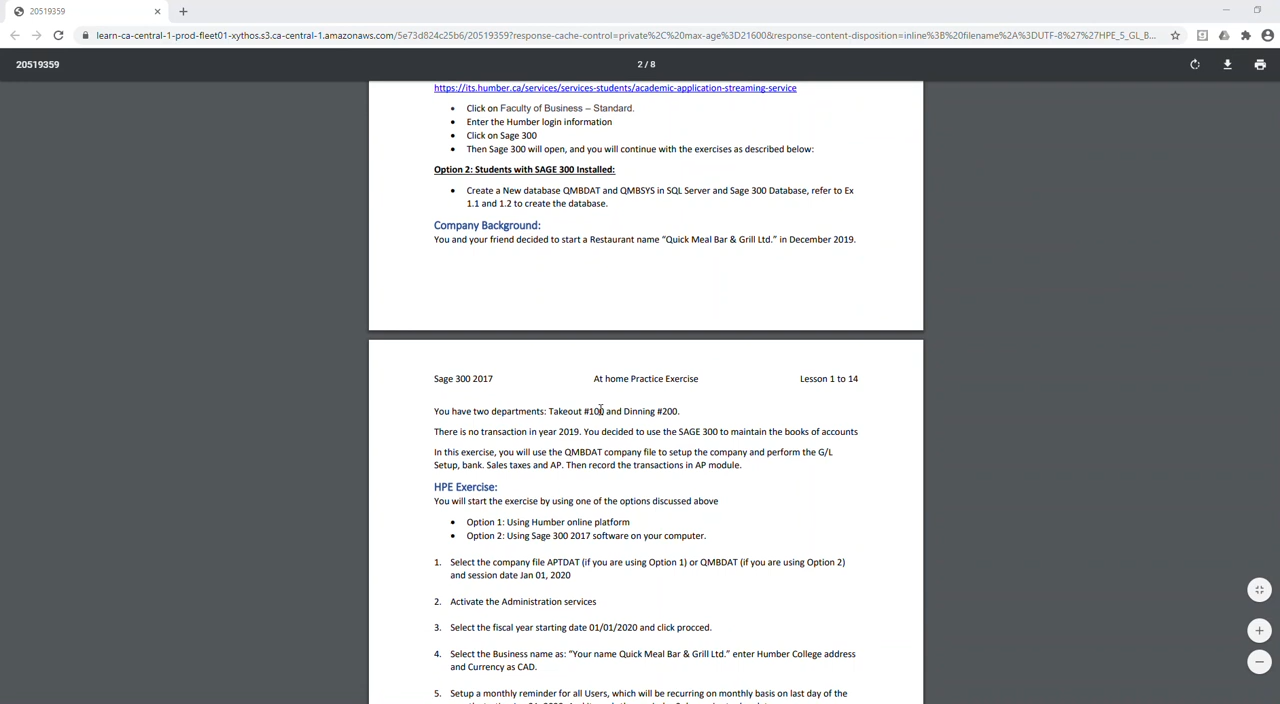 20519359
learn-ca-central-1-prod-fleet01-xythos.s3.ca-central-1.amazonaws.com/5e73d824c25b6/20519359?response-cache-control=private%2C%20max-age%3D21600&response-content-disposition=inline%3B%20filename%2A%3DUTF-8%27%27HPE_5_GL_B...
20519359
2 / 8
https://its.humber.ca/services/services-students/academic-application-streaming-service
• Click on Faculty of Business – Standard.
• Enter the Humber login information
• Click on Sage 300
• Then Sage 300 will open, and you will continue with the exercises as described below:
Option 2: Students with SAGE 300 Installed:
• Create a New database QMBDAT and QMBSYS in SQL Server and Sage 300 Database, refer to Ex
1.1 and 1.2 to create the database.
Company Background:
You and your friend decided to start a Restaurant name “Quick Meal Bar & Grill Ltd.” in December 2019.
Sage 300 2017 At home Practice Exercise Lesson 1 to 14
You have two departments: Takeout #100 and Dinning #200.
There is no transaction in year 2019. You decided to use the SAGE 300 to maintain the books of accounts
In this exercise, you will use the QMBDAT company file to setup the company and perform the G/L
Setup, bank. Sales taxes and AP. Then record the transactions in AP module.
HPE Exercise:
You will start the exercise by using one of the options discussed above
• Option 1: Using Humber online platform
• Option 2: Using Sage 300 2017 software on your computer.
1. Select the company file APTDAT (if you are using Option 1) or QMBDAT (if you are using Option 2)
and session date Jan 01, 2020
2. Activate the Administration services
3. Select the fiscal year starting date 01/01/2020 and click procced.
4. Select the Business name as: “Your name Quick Meal Bar & Grill Ltd.” enter Humber College address
and Currency as CAD.
5. Setup a monthly reminder for all Users, which will be recurring on monthly basis on last day of the